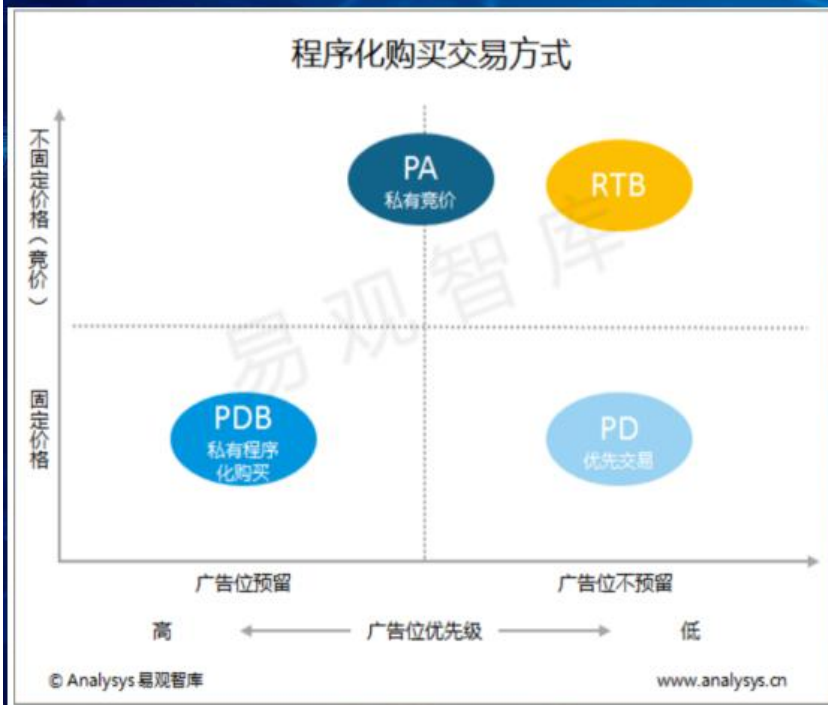 程序化购买交易方式
不固定价格（竞价）
PA
私有竞价
RTB
易观智库
固定价格
PDB
私有程序
化购买
PD
优先交易
广告位预留
广告位不预留
高
广告位优先级
低
© Analysys 易观智库
www.analysys.cn